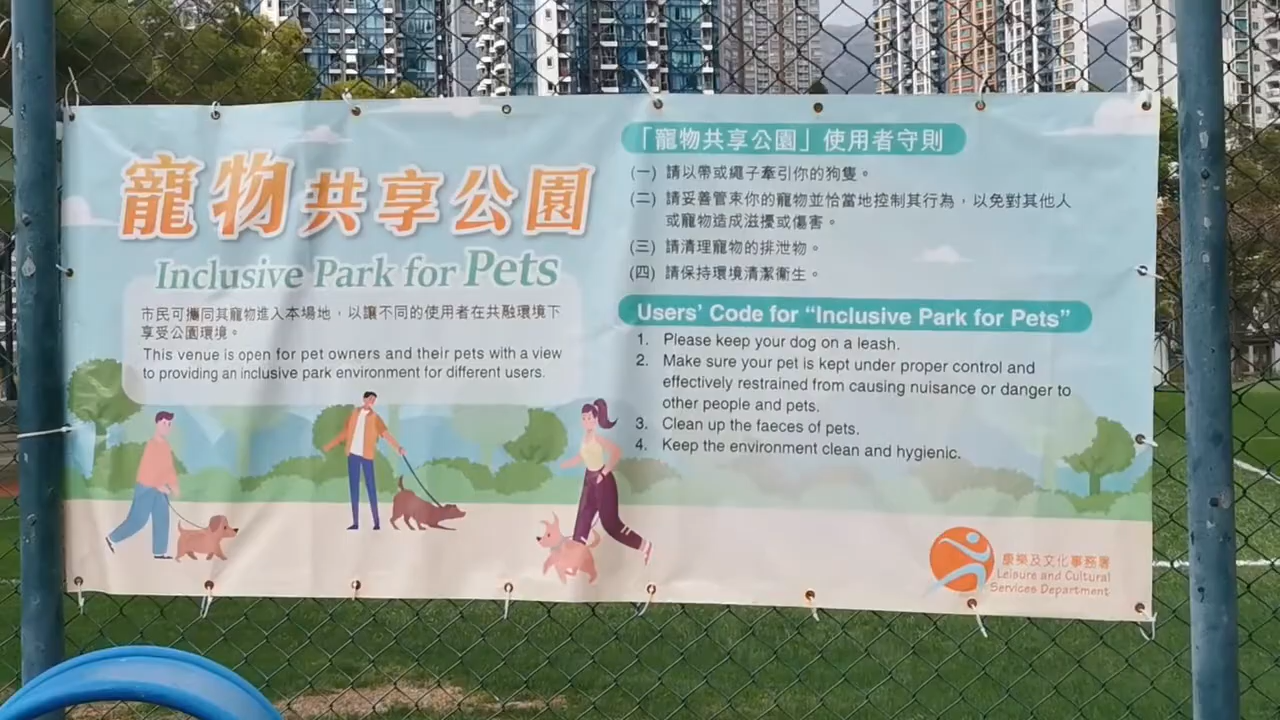 寵物共享公園
Inclusive Park for Pets
市民可攜同其寵物進入本場地，以讓不同的使用者在共融環境下
享受公園環境。
This venue is open for pet owners and their pets with a view
to providing an inclusive park environment for different users.
「寵物共享公園」使用者守則
(一) 請以帶或繩子牽引你的狗隻。
(二) 請妥善管束你的寵物並恰當地控制其行為，以免對其他人
或寵物造成滋擾或傷害。
(三) 請清理寵物的排泄物。
(四) 請保持環境清潔衞生。
Users' Code for "Inclusive Park for Pets"
1. Please keep your dog on a leash.
2. Make sure your pet is kept under proper control and
effectively restrained from causing nuisance or danger to
other people and pets.
3. Clean up the faeces of pets.
4. Keep the environment clean and hygienic.
康樂及文化事務署
Leisure and Cultural
Services Department